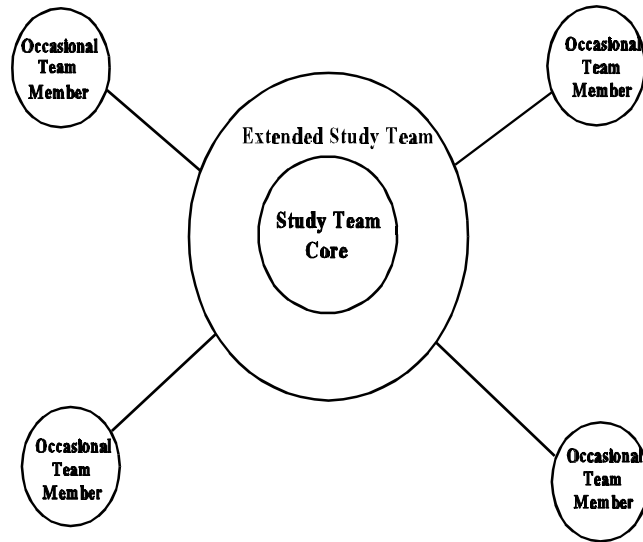 Occasional
Team
Member
Occasional
Team
Member
Extended Study Team
Study Team
Core
Occasional
Team
Member
Occasional
Team
Member